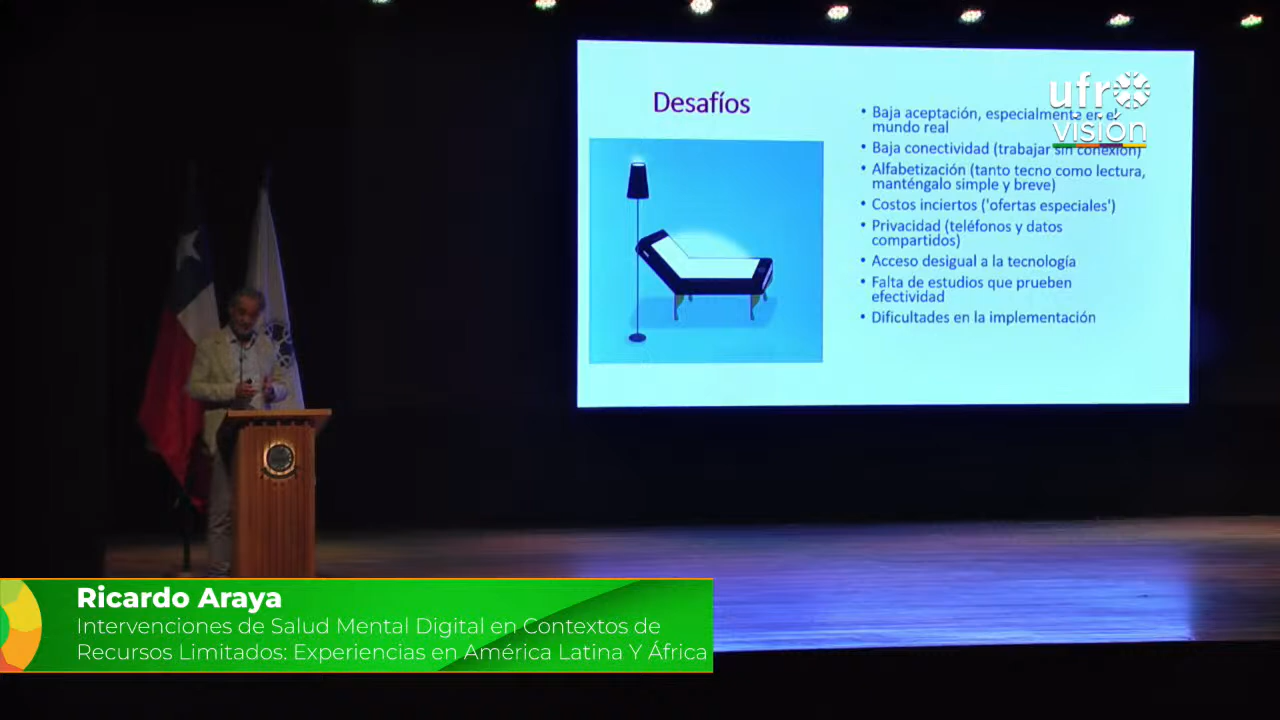 Desafíos
• Baja aceptación, especialmente en el
mundo real
• Baja conectividad (trabajar sin conexión)
• Alfabetización (tanto tecno como lectura,
manténgalo simple y breve)
• Costos inciertos ('ofertas especiales')
• Privacidad (teléfonos y datos
compartidos)
• Acceso desigual a la tecnología
• Falta de estudios que prueben
efectividad
• Dificultades en la implementación
ufro
visión
Ricardo Araya
Intervenciones de Salud Mental Digital en Contextos de
Recursos Limitados: Experiencias en América Latina Y África